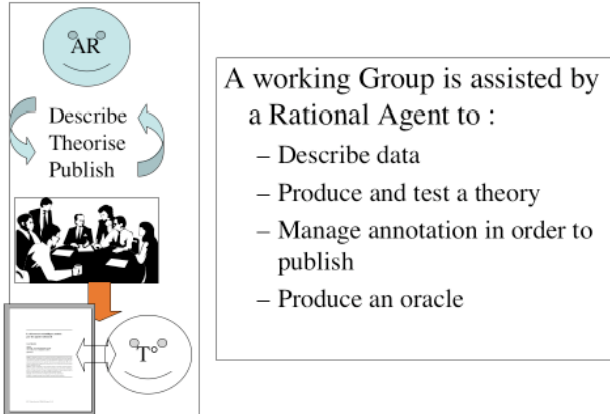 AR
Describe
Theorise
Publish
T°
A working Group is assisted by
a Rational Agent to :
– Describe data
– Produce and test a theory
– Manage annotation in order to
publish
– Produce an oracle